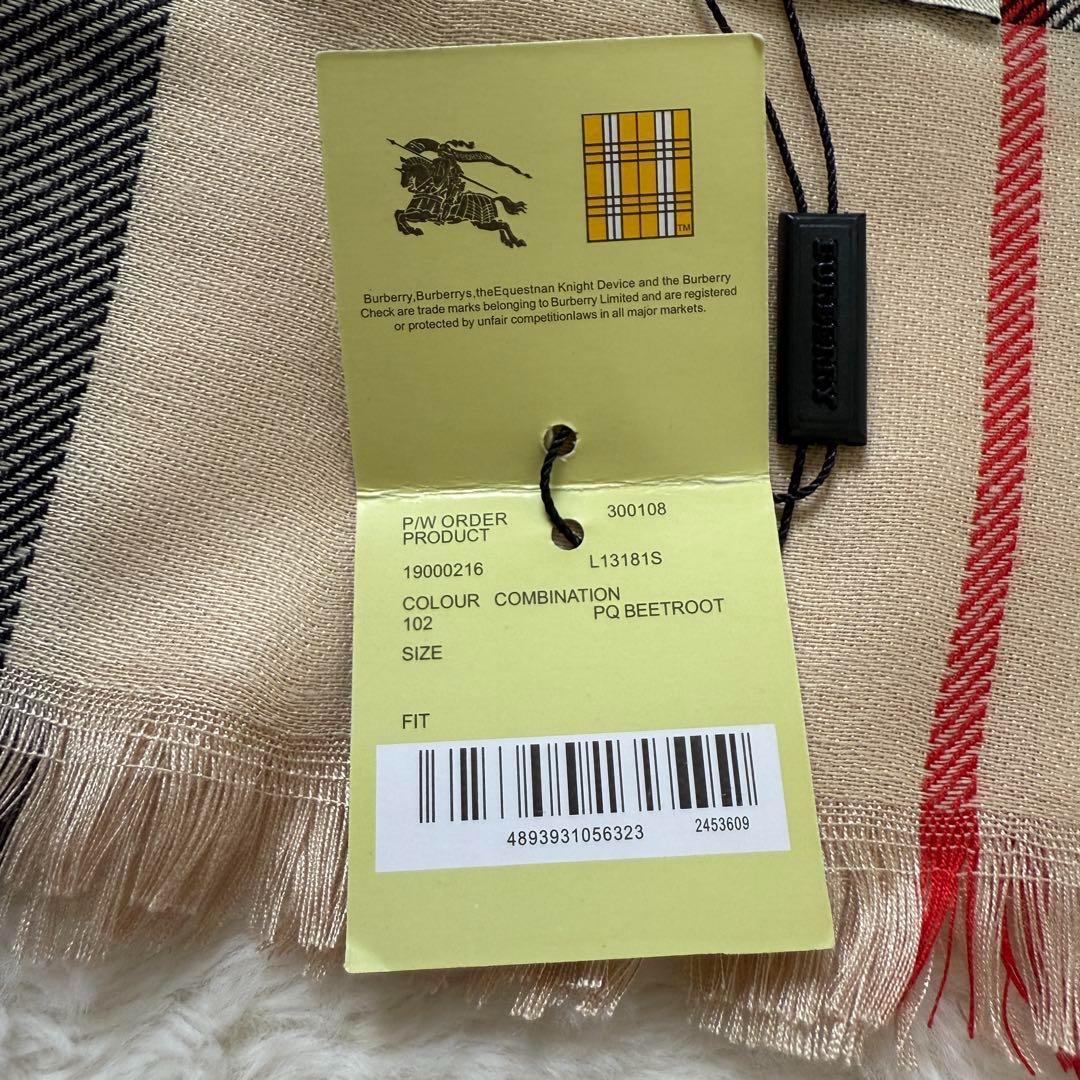 PRORSUM
TM
Burberry,Burberrys,theEquestnan Knight Device and the Burberry
Check are trade marks belonging to Burberry Limited and are registered
or protected by unfair competitionlaws in all major markets.
BURBERRY
P/W ORDER 300108
PRODUCT
19000216 L13181S
COLOUR COMBINATION
102 PQ BEETROOT
SIZE
FIT
4893931056323 2453609